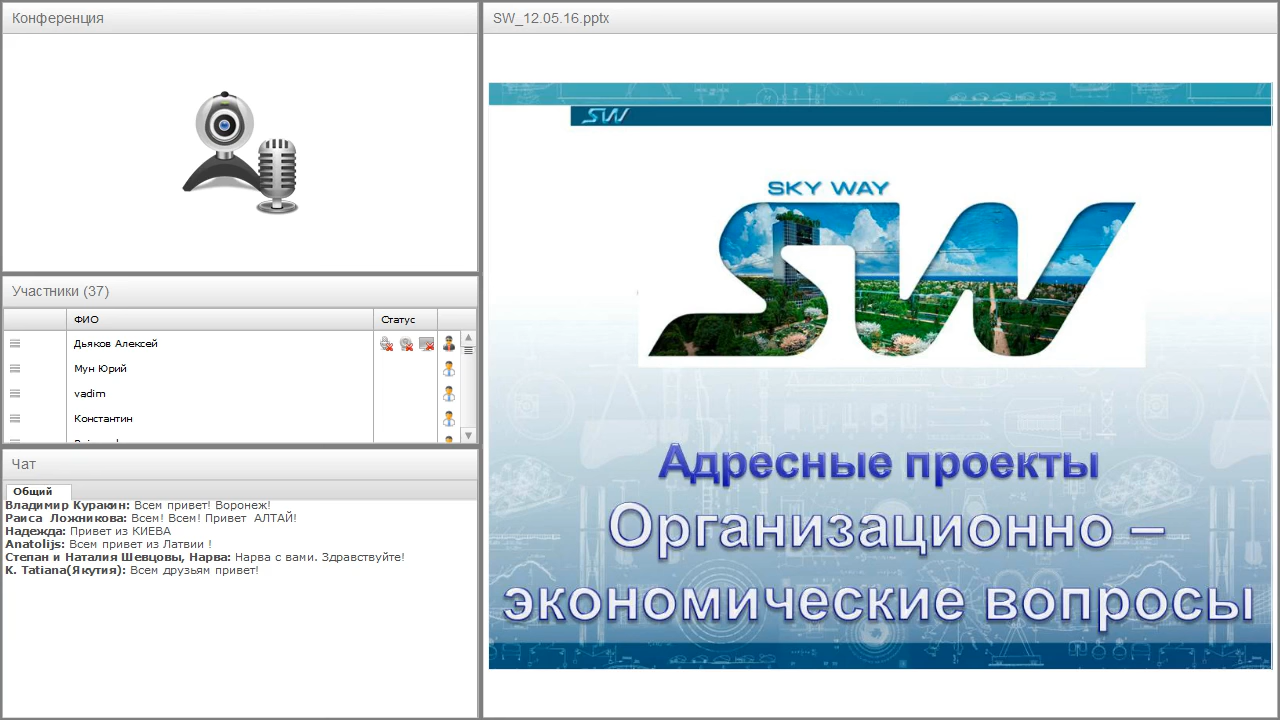 Конференция
Участники (37)
ФИО Статус
Дьяков Алексей
Мун Юрий
vadim
Константин
Чат
Общий
Владимир Куракин: Всем привет! Воронеж!
Раиса Ложникова: Всем! Всем! Привет АЛТАЙ!
Надежда: Привет из КИЕВА
Anatolijs: Всем привет из Латвии !
Степан и Наталия Шевцовы, Нарва: Нарва с вами. Здравствуйте!
K. Tatiana(Якутия): Всем друзьям привет!
SW_12.05.16.pptx
SW
SKY WAY
SW
Адресные проекты
Организационно –
экономические вопросы